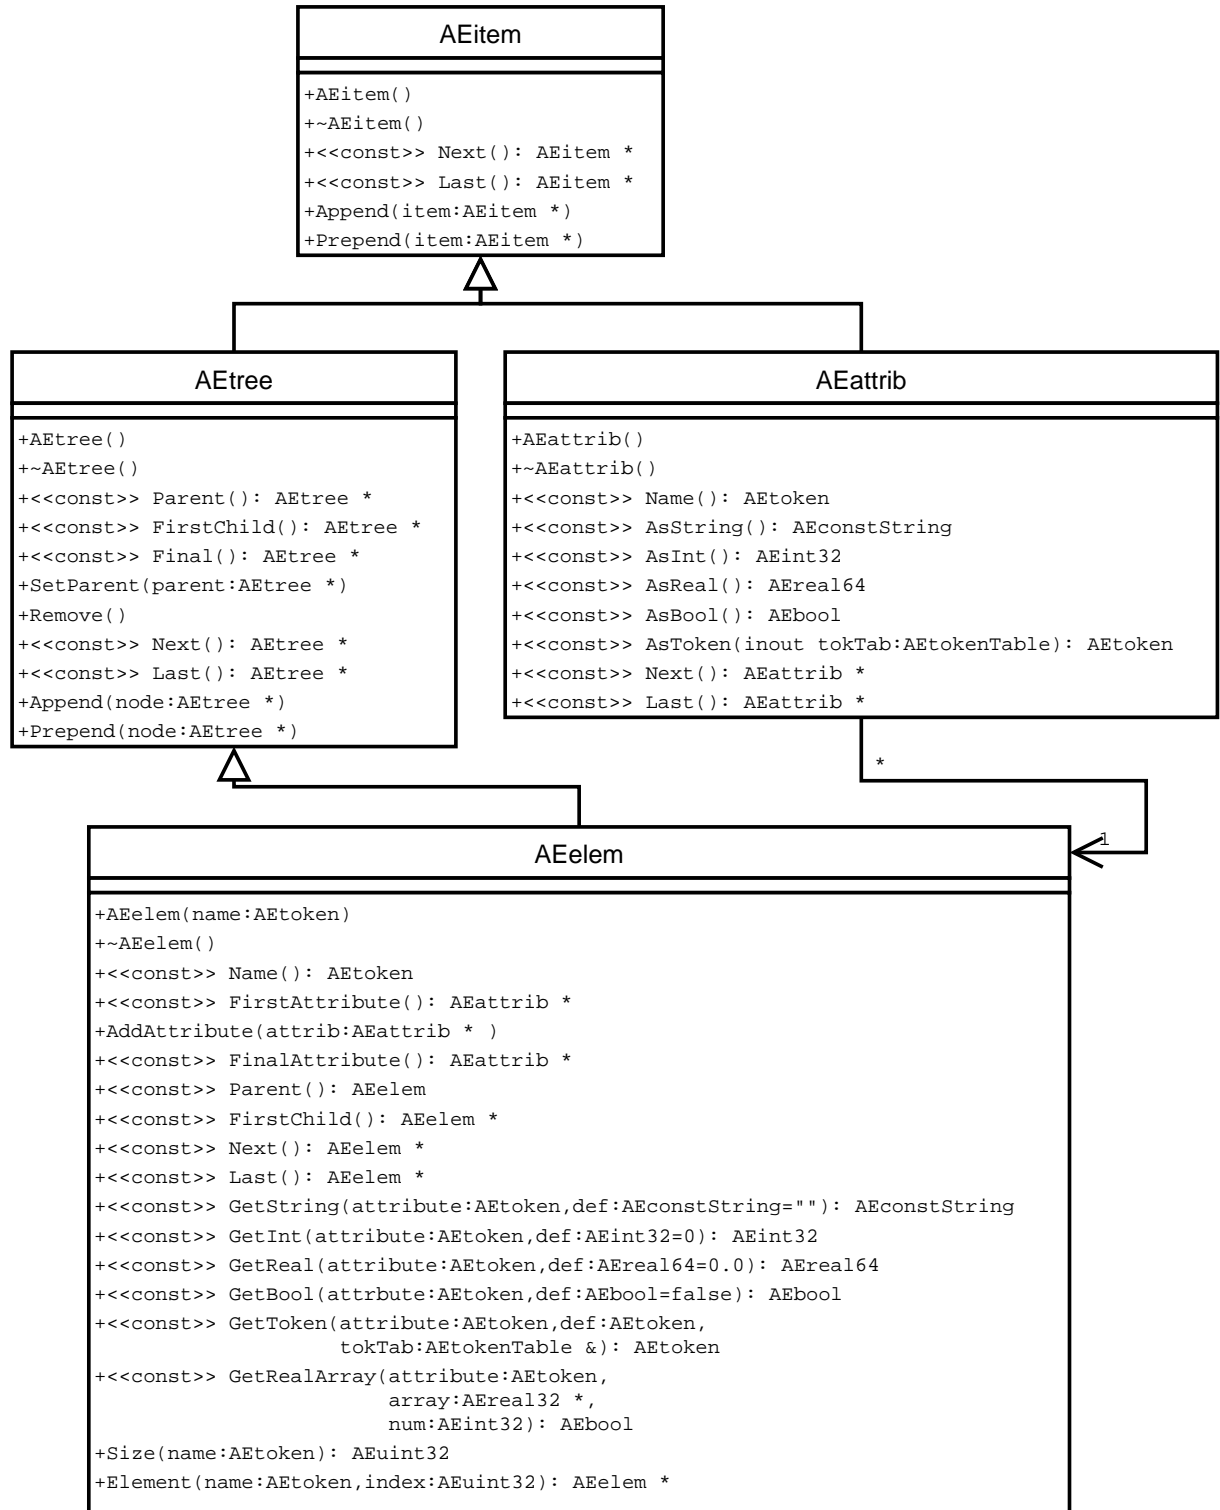 AEitem
+AEitem()
+~AEitem()
+<<const>> Next(): AEitem *
+<<const>> Last(): AEitem *
+Append(item:AEitem *)
+Prepend(item:AEitem *)
AEtree
+AEtree()
+~AEtree()
+<<const>> Parent(): AEtree *
+<<const>> FirstChild(): AEtree *
+<<const>> Final(): AEtree *
+SetParent(parent:AEtree *)
+Remove()
+<<const>> Next(): AEtree *
+<<const>> Last(): AEtree *
+Append(node:AEtree *)
+Prepend(node:AEtree *)
AEattrib
+AEattrib()
+~AEattrib()
+<<const>> Name(): AEtoken
+<<const>> AsString(): AEconstString
+<<const>> AsInt(): AEint32
+<<const>> AsReal(): AEreal64
+<<const>> AsBool(): AEbool
+<<const>> AsToken(inout tokTab:AEtokenTable): AEtoken
+<<const>> Next(): AEattrib *
+<<const>> Last(): AEattrib *
*
1
AEelem
+AEelem(name:AEtoken)
+~AEelem()
+<<const>> Name(): AEtoken
+<<const>> FirstAttribute(): AEattrib *
+AddAttribute(attrib:AEattrib * )
+<<const>> FinalAttribute(): AEattrib *
+<<const>> Parent(): AEelem
+<<const>> FirstChild(): AEelem *
+<<const>> Next(): AEelem *
+<<const>> Last(): AEelem *
+<<const>> GetString(attribute:AEtoken,def:AEconstString=""): AEconstString
+<<const>> GetInt(attribute:AEtoken,def:AEint32=0): AEint32
+<<const>> GetReal(attribute:AEtoken,def:AEreal64=0.0): AEreal64
+<<const>> GetBool(attrbute:AEtoken,def:AEbool=false): AEbool
+<<const>> GetToken(attribute:AEtoken,def:AEtoken,
tokTab:AEtokenTable &): AEtoken
+<<const>> GetRealArray(attribute:AEtoken,
array:AEreal32 *,
num:AEint32): AEbool
+Size(name:AEtoken): AEuint32
+Element(name:AEtoken,index:AEuint32): AEelem *